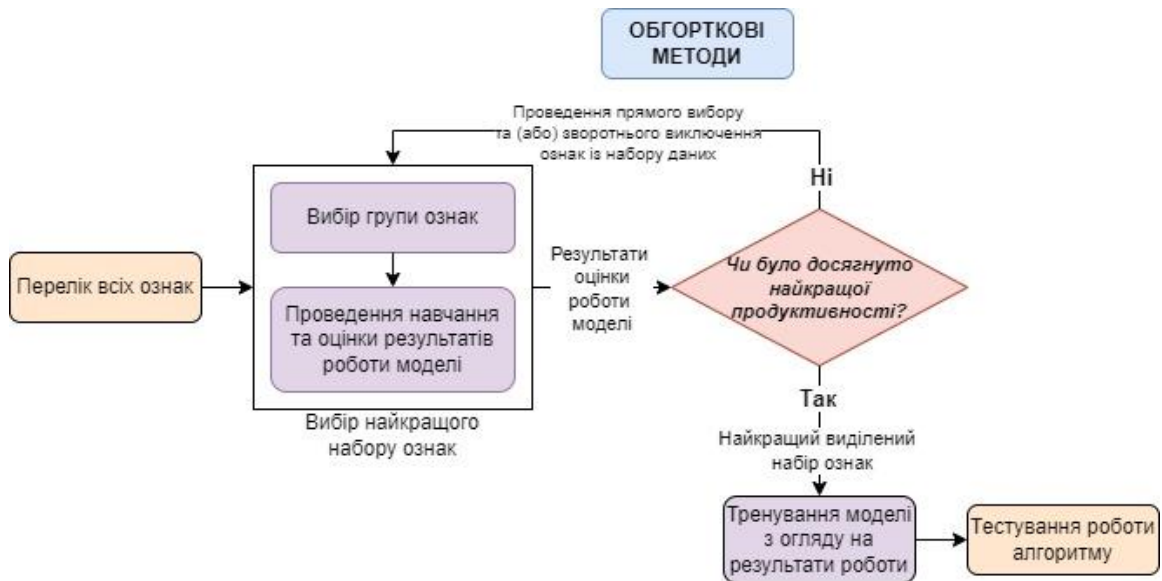 ОБГОРТКОВІ
МЕТОДИ
Проведення прямого вибору
та (або) зворотнього виключення
ознак із набору даних
Ні
Вибір групи ознак
Перелік всіх ознак
Проведення навчання
та оцінки результатів
роботи моделі
Вибір найкращого
набору ознак
Результати
оцінки
роботи
моделі
Чи було досягнуто
найкращої
продуктивності?
Так
Найкращий виділений
набір ознак
Тренування моделі
з огляду на
результати роботи
Тестування роботи
алгоритму